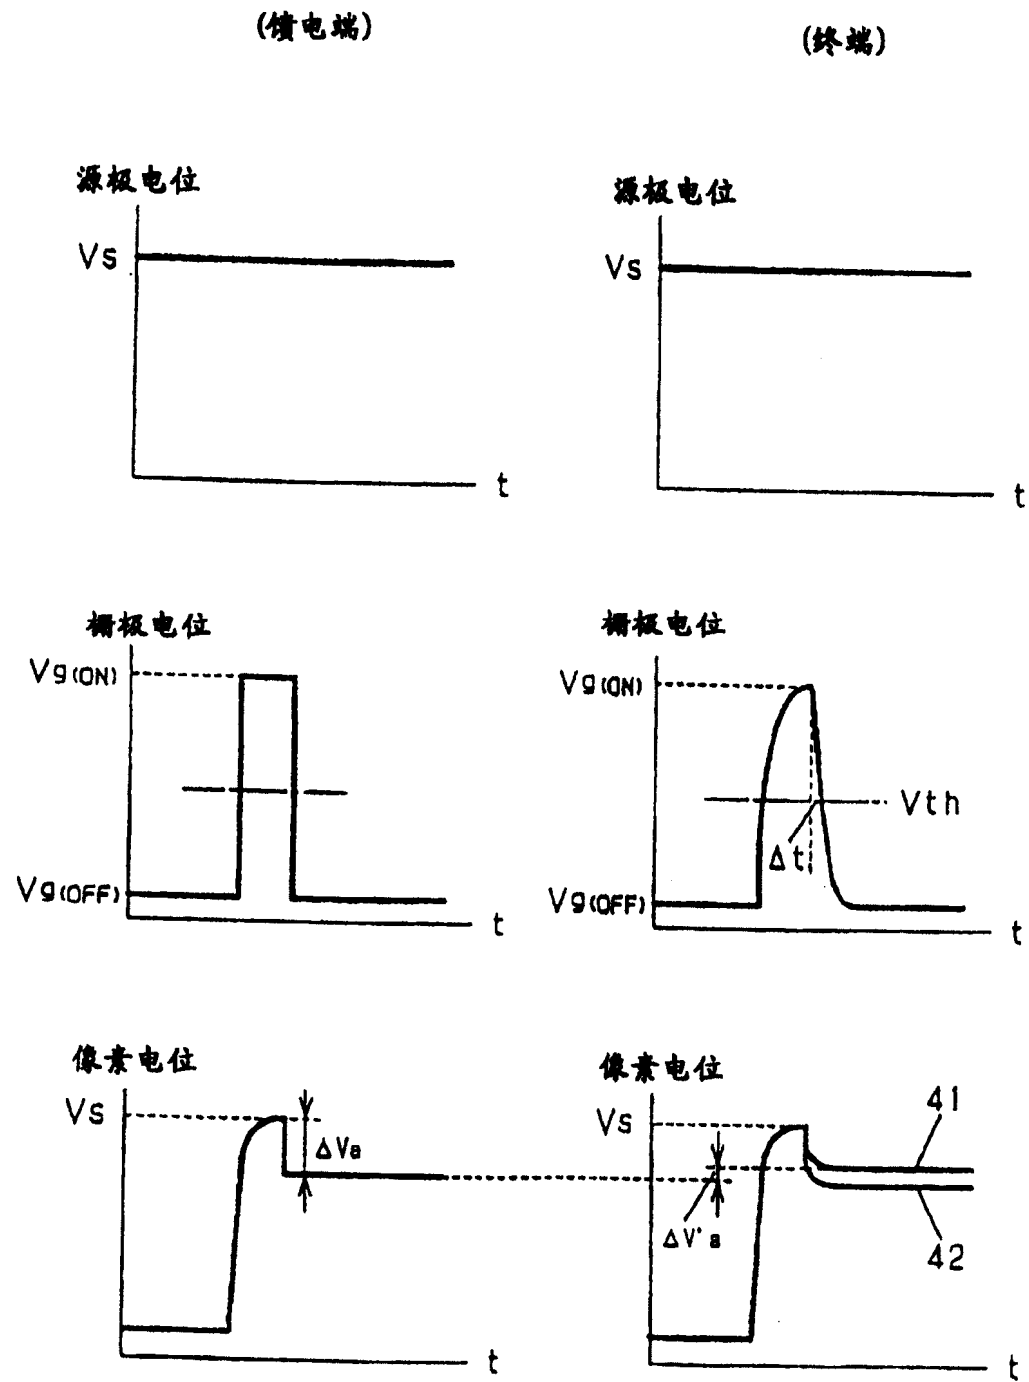 (馈电端)
(终端)
源极电位
Vs
t
源极电位
Vs
t
栅极电位
Vg(ON)
Vg(OFF)
t
栅极电位
Vg(ON)
Vth
Δt
Vg(OFF)
t
像素电位
Vs
ΔVa
t
像素电位
Vs
41
ΔV'a
42
t